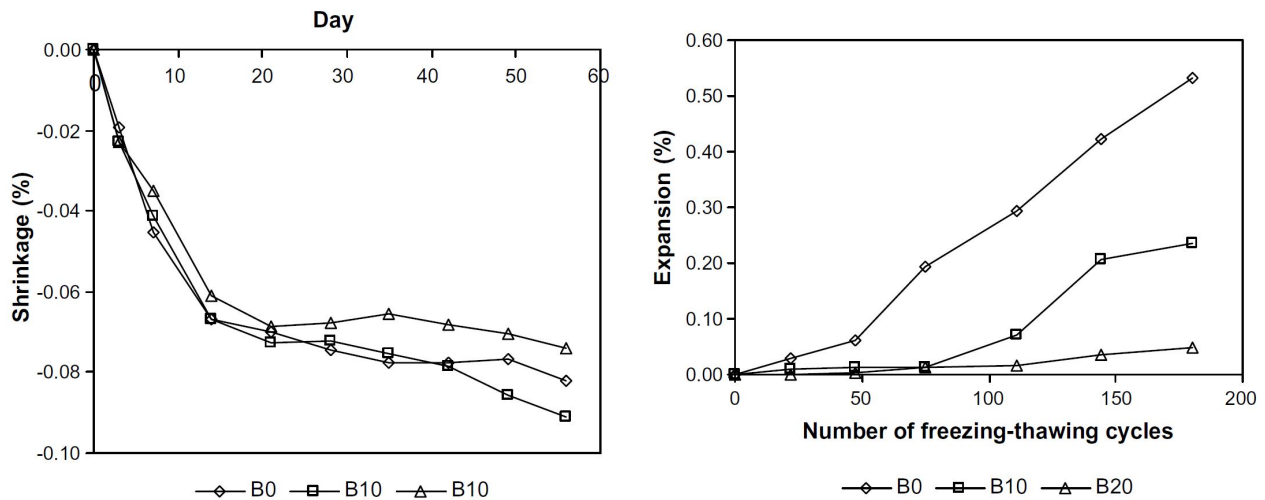 Day
0.00
0
10
20
30
40
50
60
-0.02
-0.04
-0.06
-0.08
-0.10
Shrinkage (%)
B0 B10 B10
0.60
0.50
0.40
0.30
0.20
0.10
0.00
Expansion (%)
0 50 100 150 200
Number of freezing-thawing cycles
B0 B10 B20